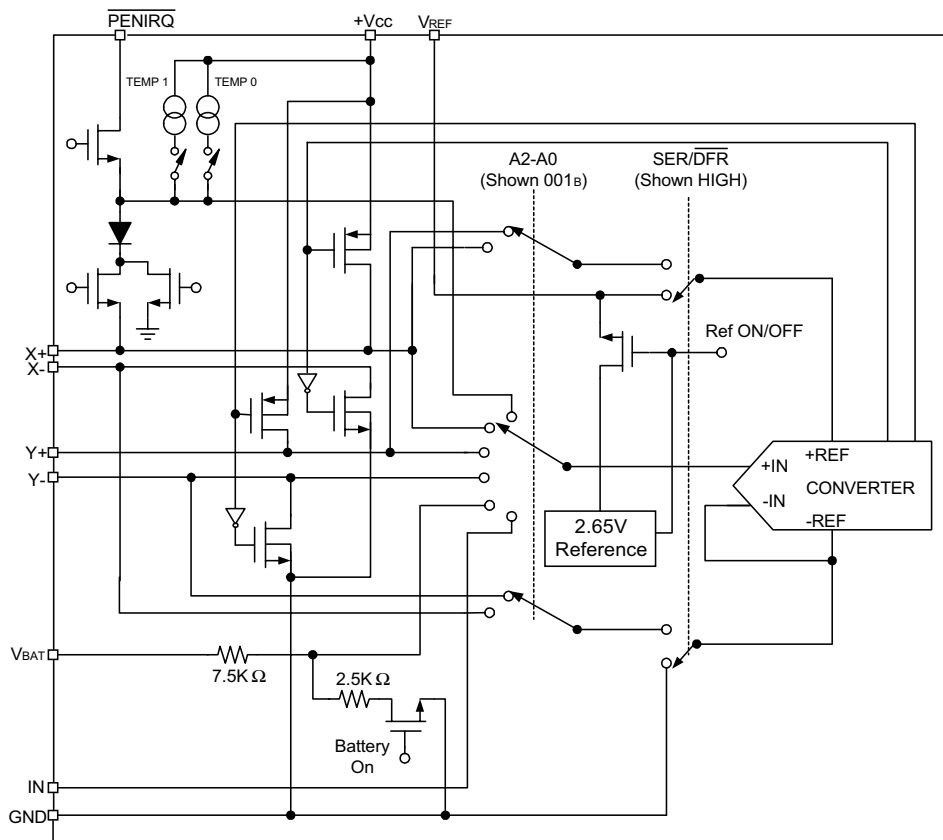 PENIRQ
+Vcc
VREF
TEMP 1
TEMP 0
A2-A0
(Shown 001B)
SER/DFR
(Shown HIGH)
Ref ON/OFF
X+
X-
Y+
Y-
+IN
+REF
CONVERTER
-IN
-REF
2.65V
Reference
VBAT
7.5K Ω
2.5K Ω
Battery
On
IN
GND